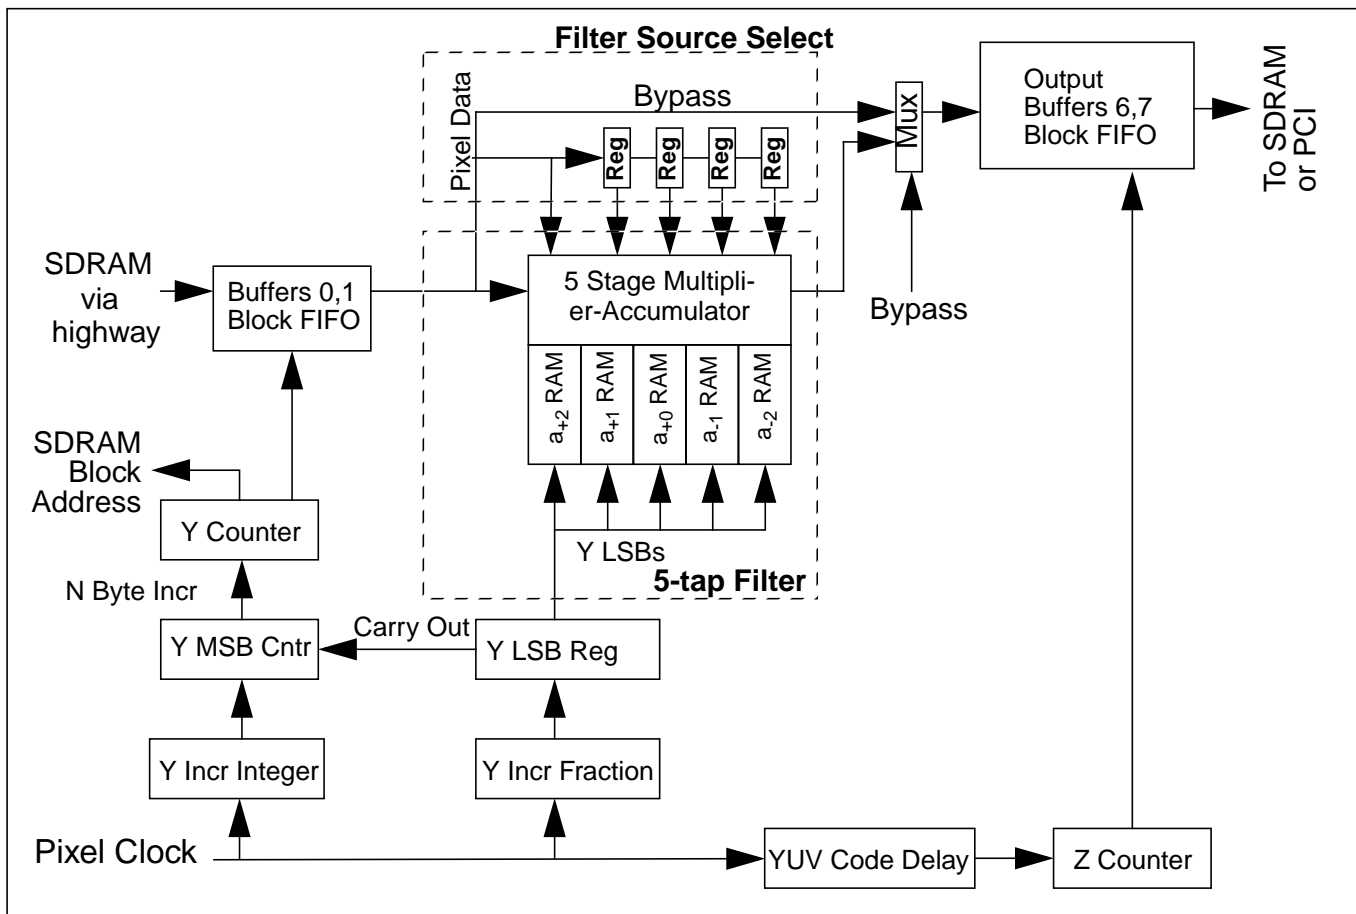 Filter Source Select
Pixel Data
Bypass
Reg
Reg
Reg
Reg
Mux
Output
Buffers 6,7
Block FIFO
To SDRAM
or PCI
SDRAM
via
highway
Buffers 0,1
Block FIFO
5 Stage Multipli-
er-Accumulator
Bypass
a+2 RAM
a+1 RAM
a+0 RAM
a-1 RAM
a-2 RAM
SDRAM
Block
Address
Y Counter
Y LSBs
5-tap Filter
N Byte Incr
Carry Out
Y MSB Cntr
Y LSB Reg
Y Incr Integer
Y Incr Fraction
Pixel Clock
YUV Code Delay
Z Counter